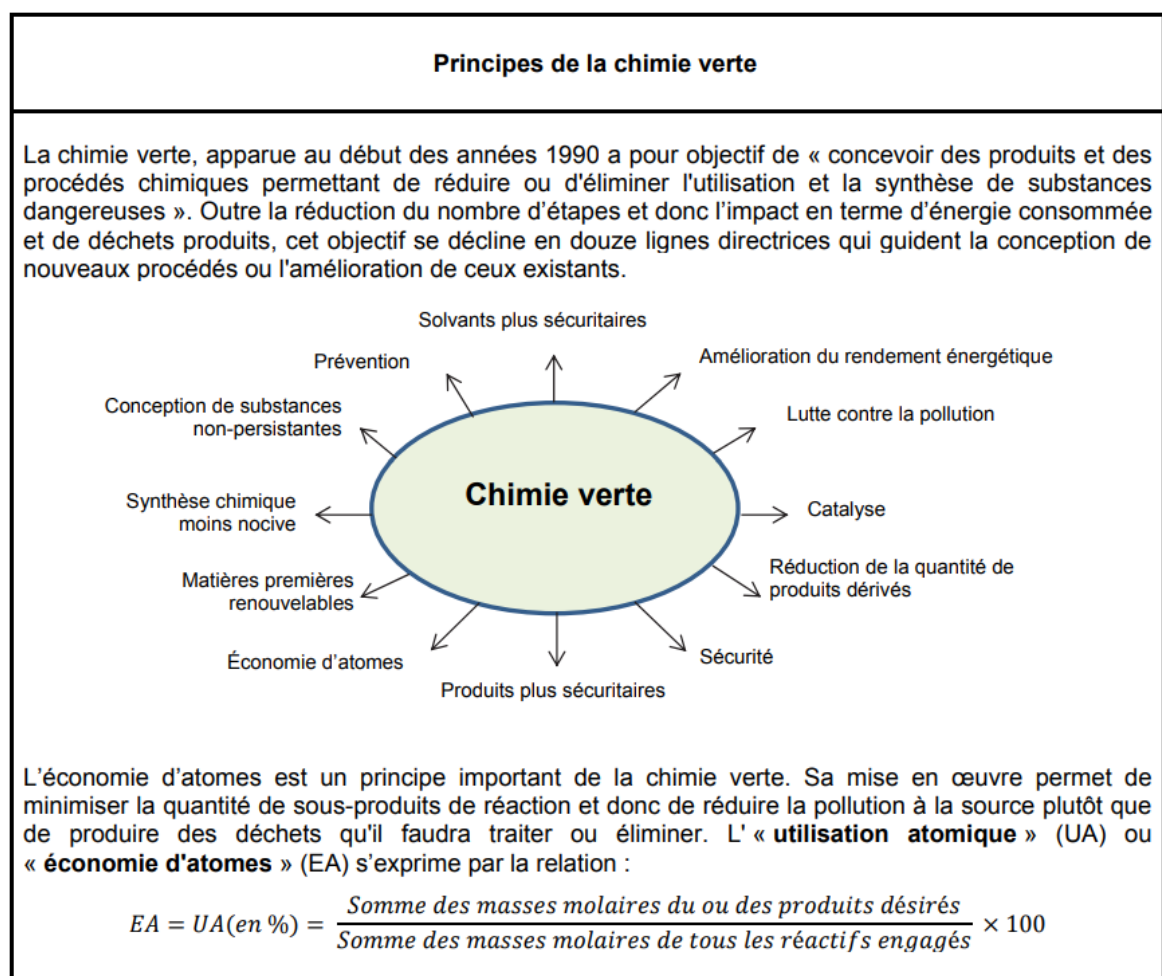 Principes de la chimie verte
La chimie verte, apparue au début des années 1990 a pour objectif de « concevoir des produits et des
procédés chimiques permettant de réduire ou d'éliminer l'utilisation et la synthèse de substances
dangereuses ». Outre la réduction du nombre d'étapes et donc l'impact en terme d'énergie consommée
et de déchets produits, cet objectif se décline en douze lignes directrices qui guident la conception de
nouveaux procédés ou l'amélioration de ceux existants.
Solvants plus sécuritaires
Prévention
Amélioration du rendement énergétique
Conception de substances
non-persistantes
Lutte contre la pollution
Chimie verte
Synthèse chimique
moins nocive
Catalyse
Matières premières
renouvelables
Réduction de la quantité de
produits dérivés
Économie d'atomes
Sécurité
Produits plus sécuritaires
L'économie d'atomes est un principe important de la chimie verte. Sa mise en œuvre permet de
minimiser la quantité de sous-produits de réaction et donc de réduire la pollution à la source plutôt que
de produire des déchets qu'il faudra traiter ou éliminer. L' « utilisation atomique » (UA) ou
« économie d'atomes » (EA) s'exprime par la relation :
Somme des masses molaires du ou des produits désirés
EA = UA(en %) = × 100
Somme des masses molaires de tous les réactifs engagés